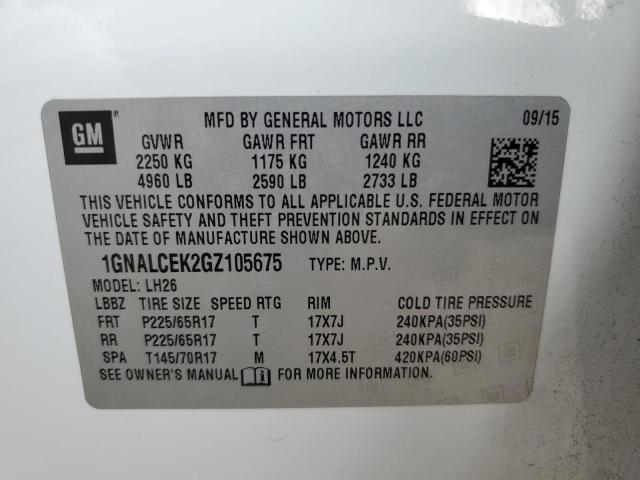 GM ® MFD BY GENERAL MOTORS LLC 09/15
GVWR GAWR FRT GAWR RR
2250 KG 1175 KG 1240 KG
4960 LB 2590 LB 2733 LB
THIS VEHICLE CONFORMS TO ALL APPLICABLE U.S. FEDERAL MOTOR
VEHICLE SAFETY AND THEFT PREVENTION STANDARDS IN EFFECT ON
THE DATE OF MANUFACTURE SHOWN ABOVE.
1GNALCEK2GZ105675 TYPE: M.P.V.
MODEL: LH26
LBBZ TIRE SIZE SPEED RTG RIM COLD TIRE PRESSURE
FRT P225/65R17 T 17X7J 240KPA(35PSI)
RR P225/65R17 T 17X7J 240KPA(35PSI)
SPA T145/70R17 M 17X4.5T 420KPA(60PSI)
SEE OWNER'S MANUAL FOR MORE INFORMATION.